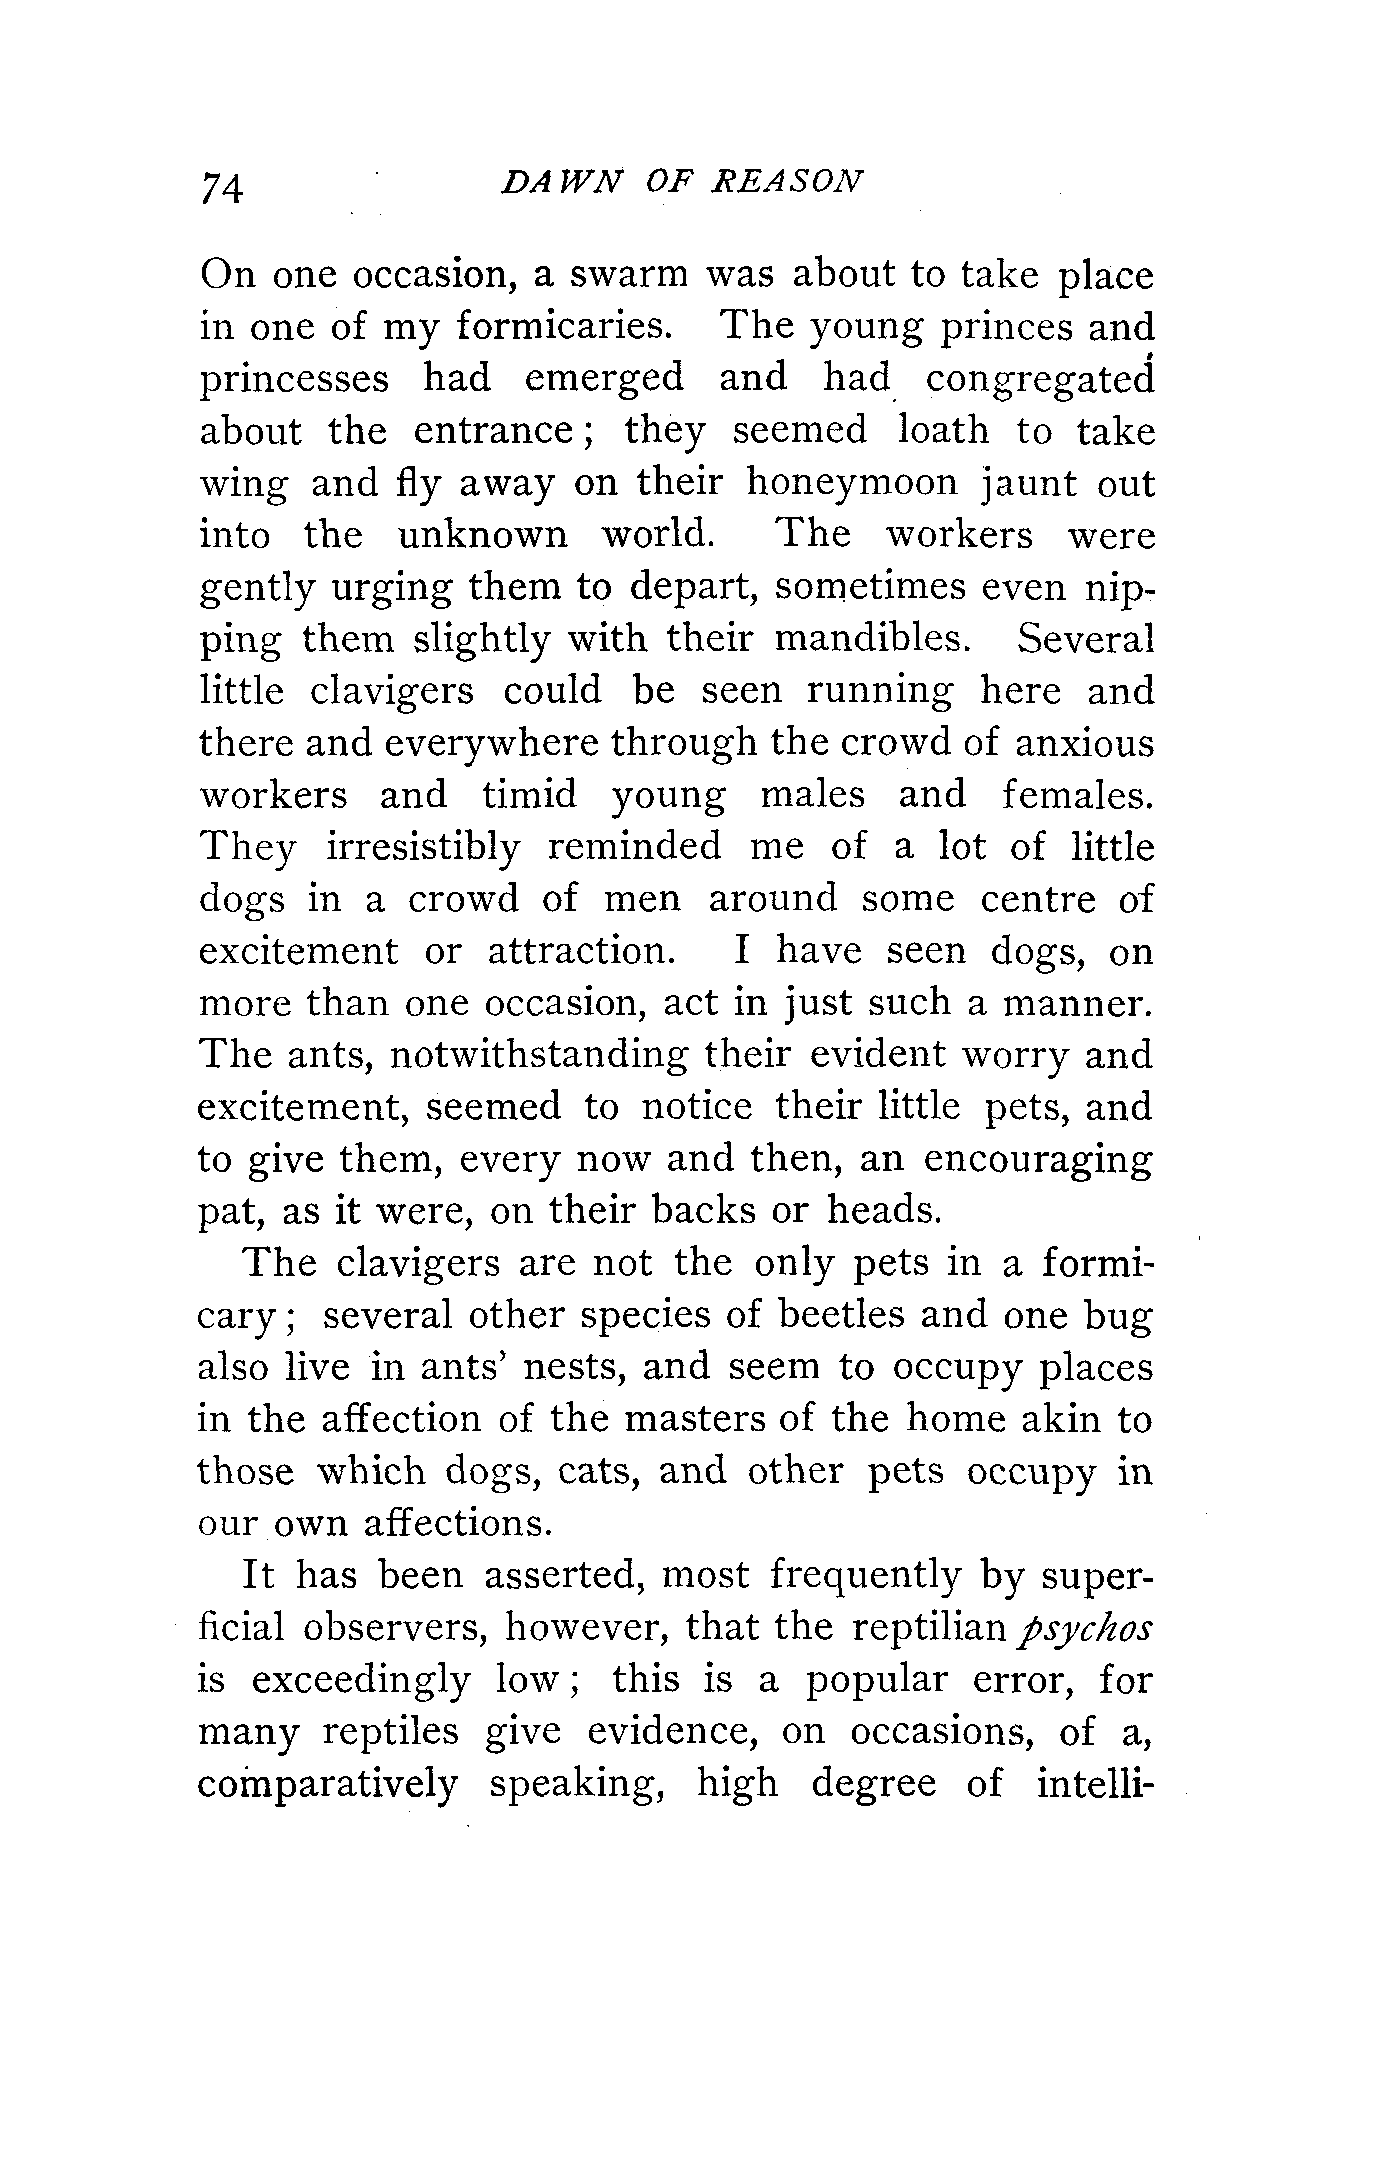 74 DAWN OF REASON
On one occasion, a swarm was about to take place
in one of my formicaries. The young princes and
princesses had emerged and had congregated
about the entrance; they seemed loath to take
wing and fly away on their honeymoon jaunt out
into the unknown world. The workers were
gently urging them to depart, sometimes even nip-
ping them slightly with their mandibles. Several
little clavigers could be seen running here and
there and everywhere through the crowd of anxious
workers and timid young males and females.
They irresistibly reminded me of a lot of little
dogs in a crowd of men around some centre of
excitement or attraction. I have seen dogs, on
more than one occasion, act in just such a manner.
The ants, notwithstanding their evident worry and
excitement, seemed to notice their little pets, and
to give them, every now and then, an encouraging
pat, as it were, on their backs or heads.
The clavigers are not the only pets in a formi-
cary; several other species of beetles and one bug
also live in ants' nests, and seem to occupy places
in the affection of the masters of the home akin to
those which dogs, cats, and other pets occupy in
our own affections.
It has been asserted, most frequently by super-
ficial observers, however, that the reptilian psychos
is exceedingly low; this is a popular error, for
many reptiles give evidence, on occasions, of a,
comparatively speaking, high degree of intelli-